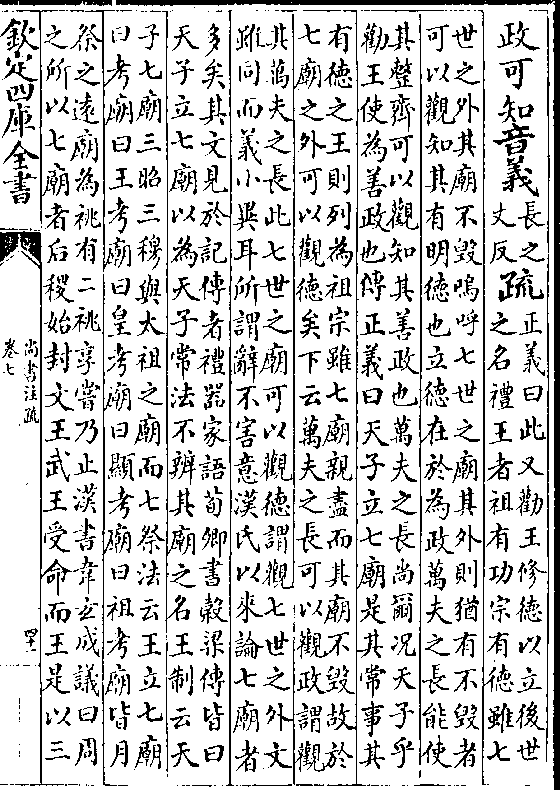 政可知音義長之丈反疏正義曰此又勸王修德以立後世之名禮王者祖有功宗有德雖七
世之外其廟不毀嗚呼七世之廟其外則猶有不毀者
可以觀知其有明德也立德在於為政萬夫之長能使
其整齊可以觀知其善政也萬夫之長尚爾况天子乎
勸王使為善政也傳正義曰天子立七廟是其常事其
有德之王則列為祖宗雖七廟親盡而其廟不毀故於
七廟之外可以觀德矣下云萬夫之長可以觀政謂觀
其萬夫之長此七世之廟可以觀德謂觀七世之外文
雖同而義小異耳所謂辭不害意漢氏以來論七廟者
多矣其文見於記傳者禮器家語荀卿書穀梁傳皆曰
天子立七廟以為天子常法不辨其廟之名王制云天
子七廟三昭三穆與太祖之廟而七祭法云王立七廟
曰考廟曰王考廟曰皇考廟曰顯考廟曰祖考廟皆月
祭之遠廟為祧有二祧享嘗乃止漢書韋玄成議曰周
之所以七廟者后稷始封文王武王受命而王是以三
欽定四庫全書
尚書注疏
卷七